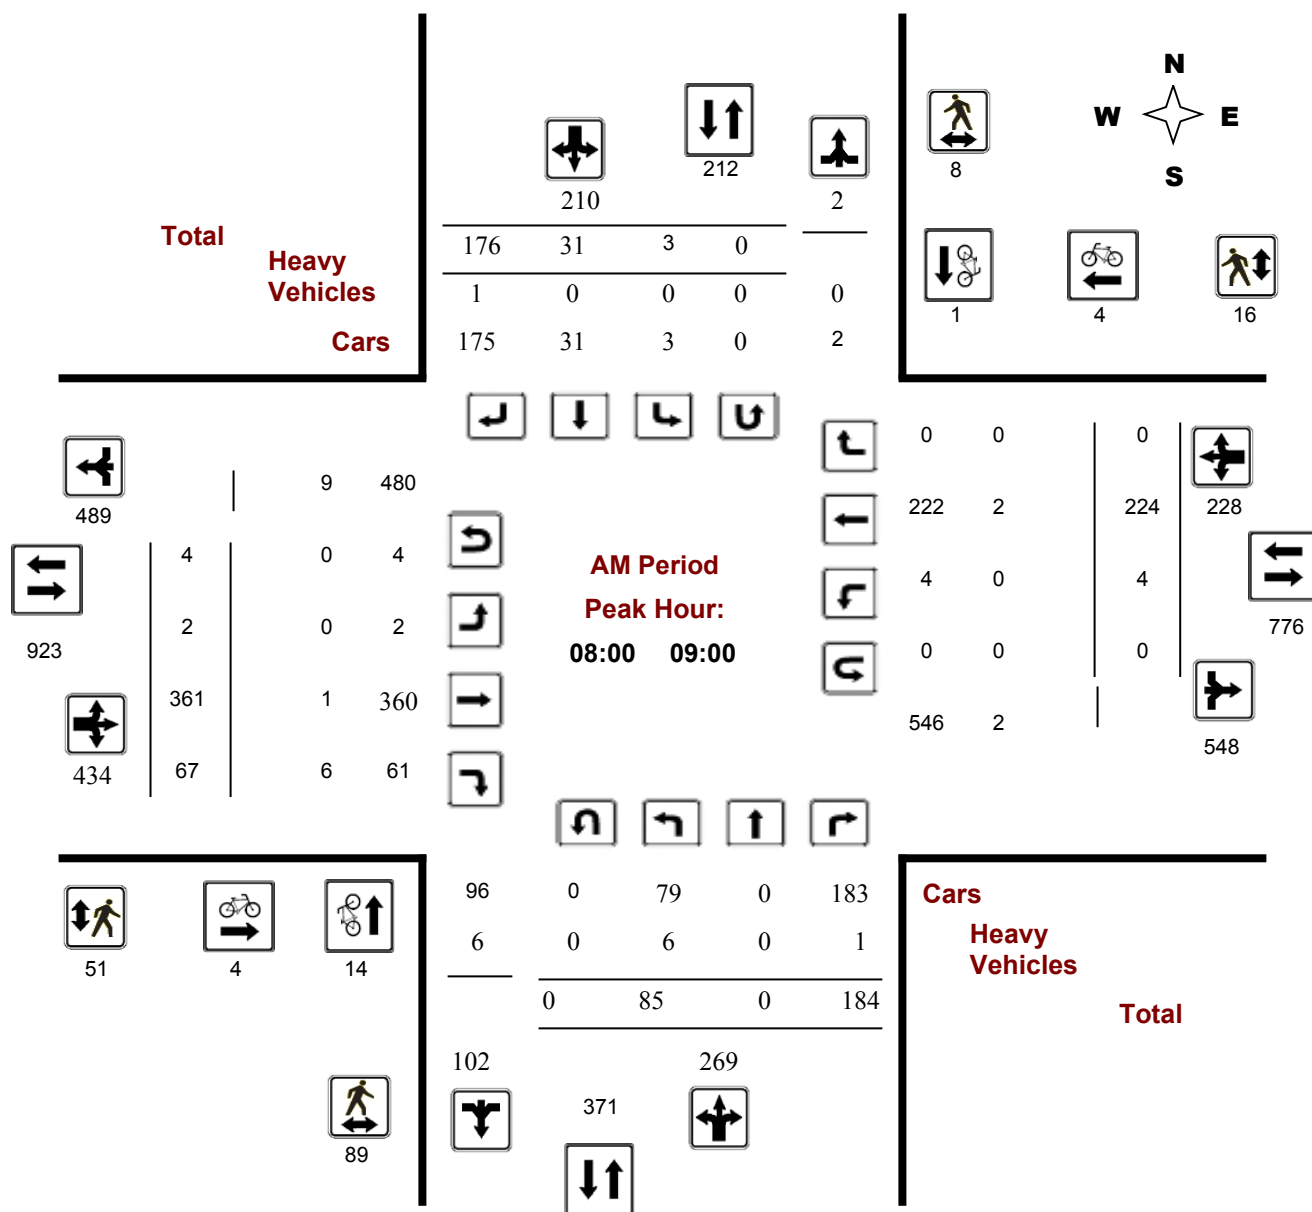 N
W E
S
212
8
210 2
Total
176 31 3 0
Heavy
Vehicles
1 0 0 0 0
1 4 16
Cars
175 31 3 0 2
0 0 0
9 480
489
222 2 224 228
4 0 4
AM Period
4 0 4
Peak Hour:
776
2 0 2
923
08:00 09:00
0 0 0
361 1 360
546 2
548
434 67 6 61
96 0 79 0 183
Cars
6 0 6 0 1
Heavy
Vehicles
51 4 14
0 85 0 184
Total
102 269
371
89